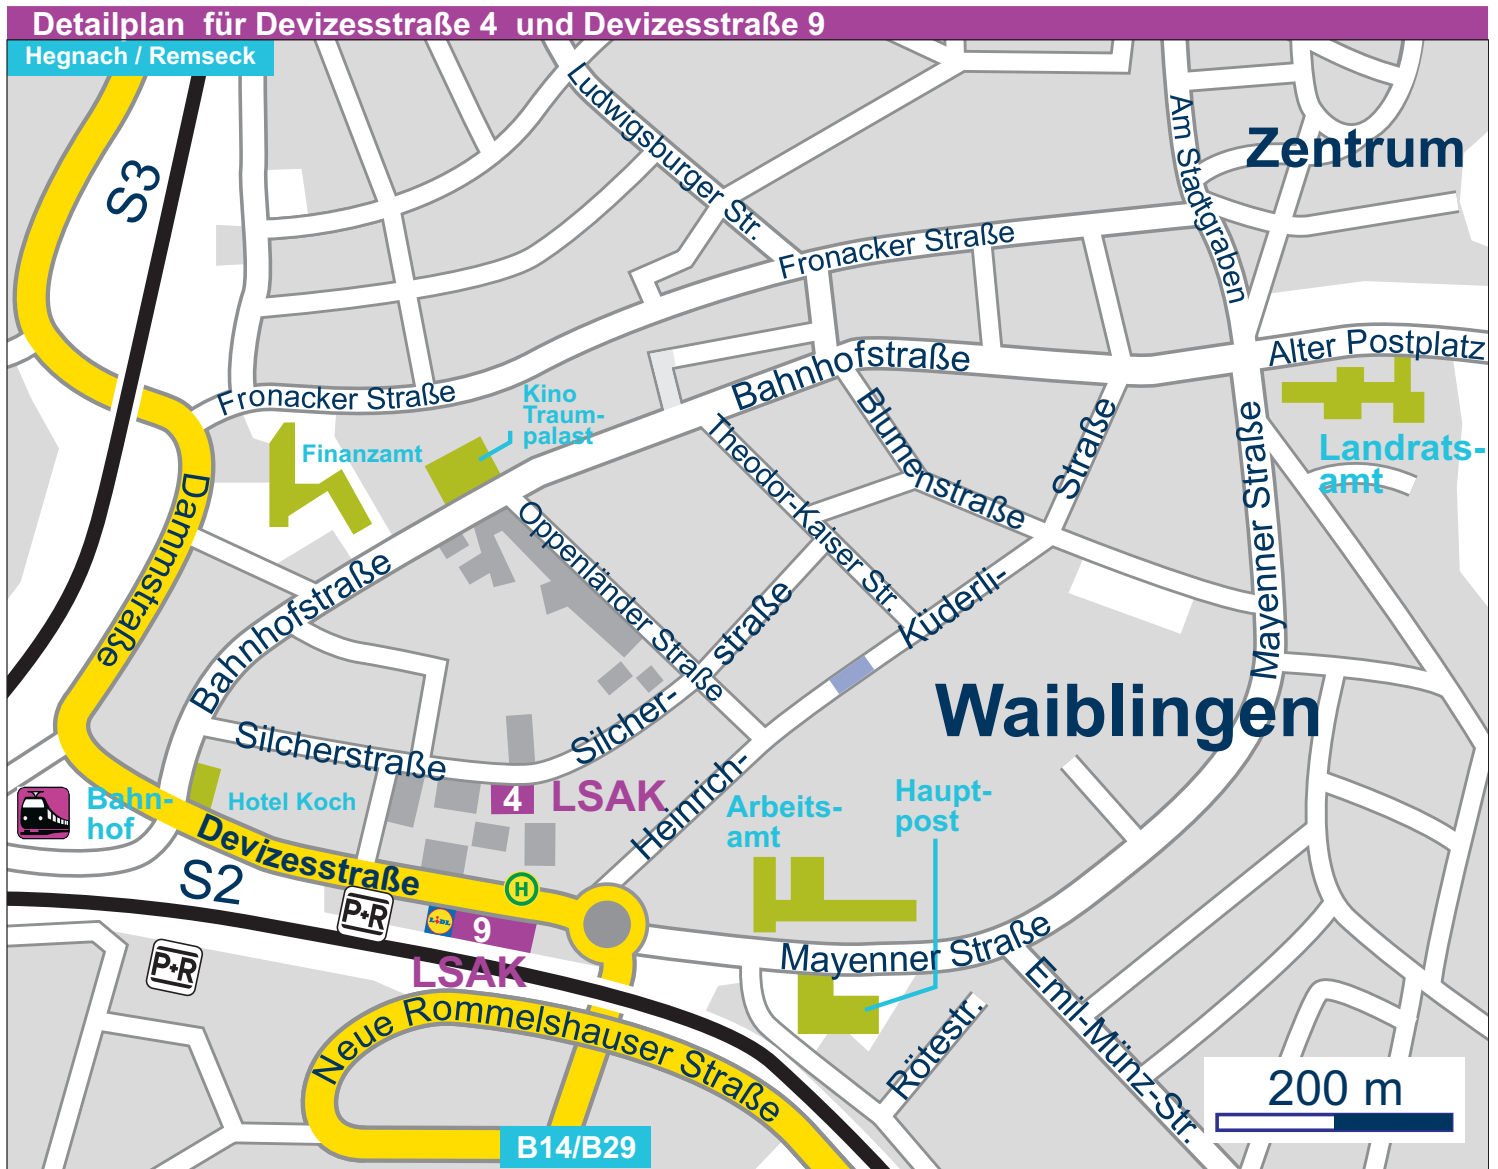 Detailplan für Devizesstraße 4 und Devizesstraße 9
Hegnach / Remseck
Ludwigsburger Str.
Am Stadtgraben
Zentrum
S3
Fronacker Straße
Alter Postplatz
Bahnhofstraße
Fronacker Straße
Kino
Traum-
palast
Finanzamt
Blumenstraße
Straße
Mayenner Straße
Landrats-
amt
Theodor-Kaiser Str.
Dammstraße
Oppenländer Straße
Bahnhofstraße
straße
Küderli-
Waiblingen
Silcherstraße
Silcher-
Heinrich-
Bahn-
hof
Hotel Koch
4 LSAK
Arbeits-
amt
Haupt-
post
Devizesstraße
S2
H
P+R
LIDL
9
LSAK
P+R
Mayenner Straße
Neue Rommelshauser Straße
Rötestr.
Emil-Münz-Str.
200 m
B14/B29